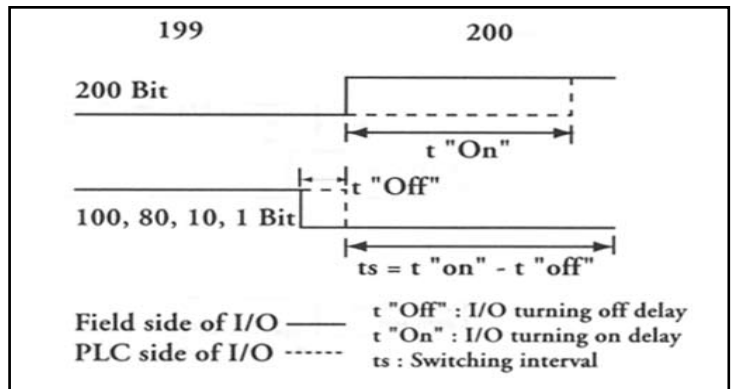 199 200
200 Bit
t "On"
t "Off"
100, 80, 10, 1 Bit
ts = t "on" - t "off"
Field side of I/O
PLC side of I/O
t "Off" : I/O turning off delay
t "On" : I/O turning on delay
ts : Switching interval